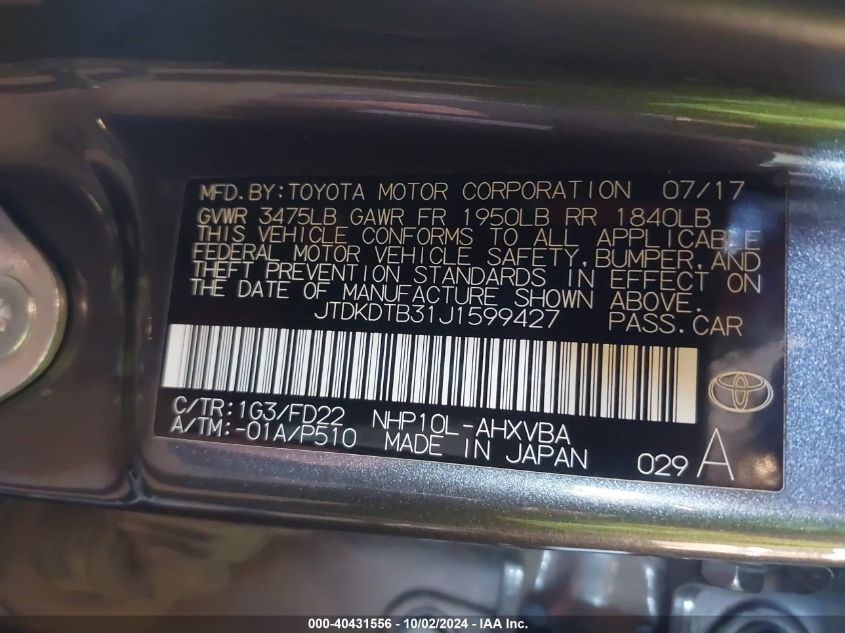 MFD.BY:TOYOTA MOTOR CORPORATION 07/17
GVWR 3475LB GAWR FR 1950LB RR 1840LB
THIS VEHICLE CONFORMS TO ALL APPLICABLE
FEDERAL MOTOR VEHICLE SAFETY, BUMPER, AND
THEFT PREVENTION STANDARDS IN EFFECT ON
THE DATE OF MANUFACTURE SHOWN ABOVE.
JTDKDTB31J1599427 PASS.CAR
C/TR:1G3/FD22 NHP10L-AHXVBA
A/TM:-01A/P510 MADE IN JAPAN 029 A
000-40431556 - 10/02/2024 - IAA Inc.